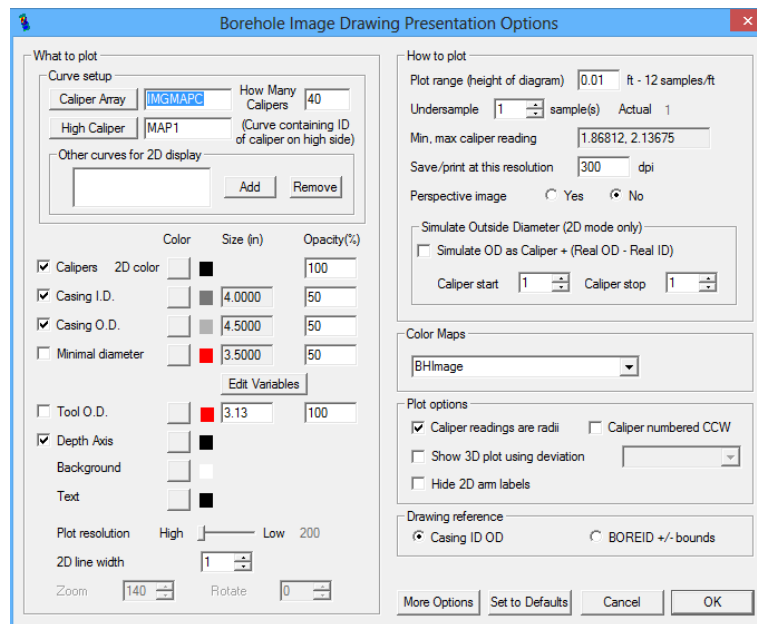 Borehole Image Drawing Presentation Options
What to plot
Curve setup
Caliper Array IMGMAPC How Many Calipers 40
High Caliper MAP1 (Curve containing ID of caliper on high side)
Other curves for 2D display
Add Remove
Color Size (in) Opacity(%)
Calipers 2D color 100
Casing I.D. 4.0000 50
Casing O.D. 4.5000 50
Minimal diameter 3.5000 50
Edit Variables
Tool O.D. 3.13 100
Depth Axis
Background
Text
Plot resolution High Low 200
2D line width 1
Zoom 140 Rotate 0
How to plot
Plot range (height of diagram) 0.01 ft - 12 samples/ft
Undersample 1 sample(s) Actual 1
Min, max caliper reading 1.86812, 2.13675
Save/print at this resolution 300 dpi
Perspective image Yes No
Simulate Outside Diameter (2D mode only)
Simulate OD as Caliper + (Real OD - Real ID)
Caliper start 1 Caliper stop 1
Color Maps
BHImage
Plot options
Caliper readings are radii Caliper numbered CCW
Show 3D plot using deviation
Hide 2D arm labels
Drawing reference
Casing ID OD BOREID +/- bounds
More Options Set to Defaults Cancel OK